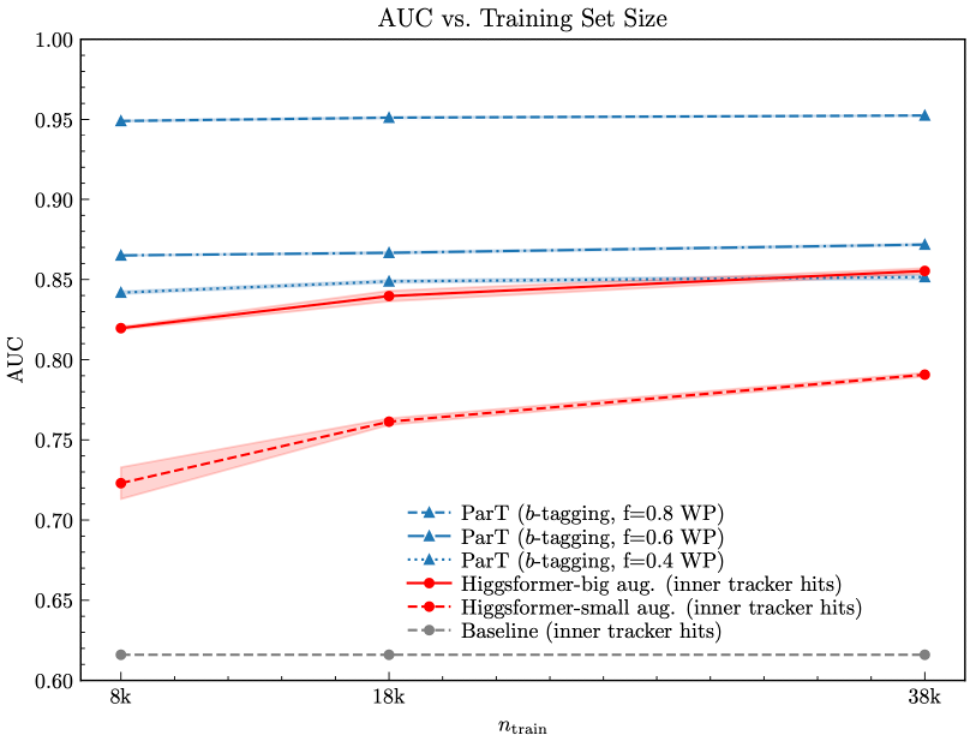 AUC vs. Training Set Size
1.00
0.95
0.90
0.85
0.80
0.75
0.70
0.65
0.60
AUC
ParT (b-tagging, f=0.8 WP)
ParT (b-tagging, f=0.6 WP)
ParT (b-tagging, f=0.4 WP)
Higgsformer-big aug. (inner tracker hits)
Higgsformer-small aug. (inner tracker hits)
Baseline (inner tracker hits)
8k 18k 38k
n_train